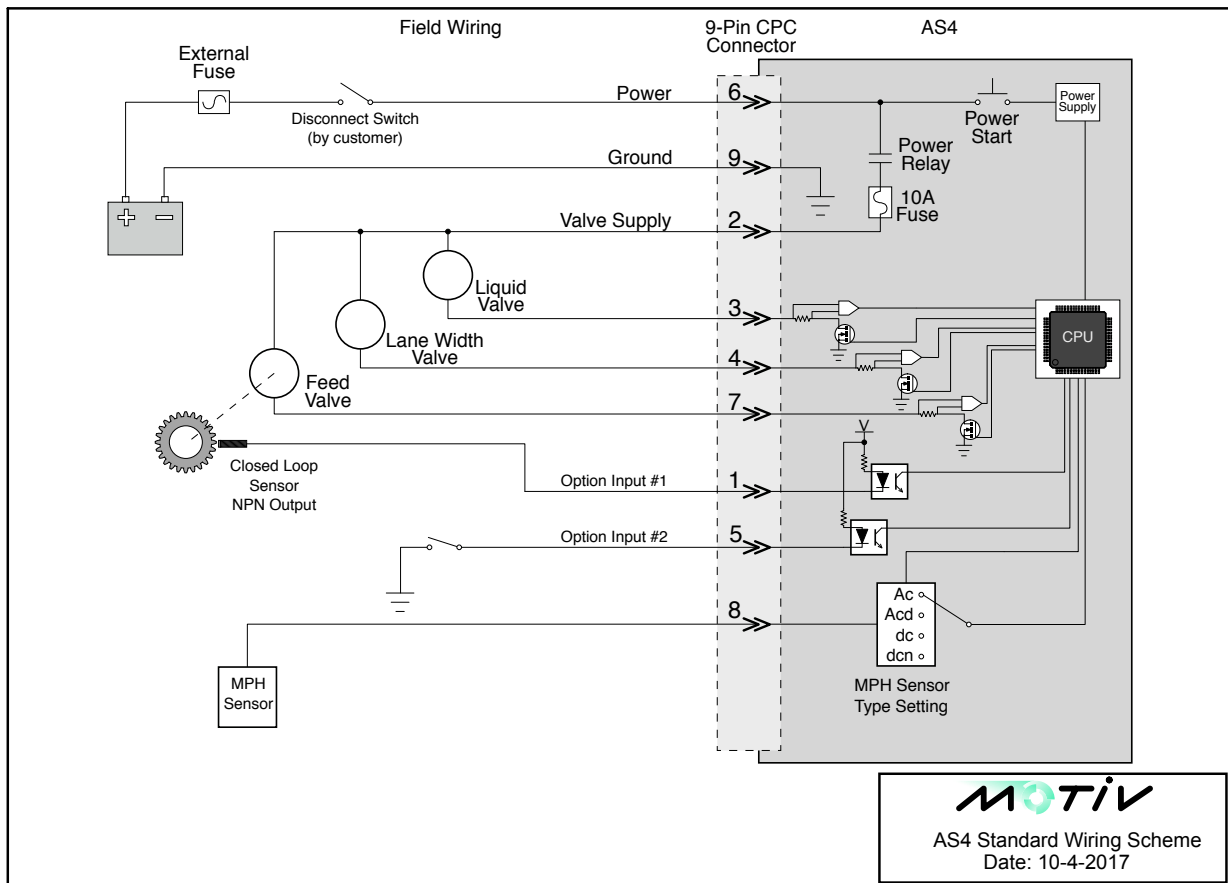 Field Wiring
9-Pin CPC
Connector
AS4
External
Fuse
Disconnect Switch
(by customer)
Power
6
Power
Start
Power
Supply
Ground
9
Power
Relay
10A
Fuse
Valve Supply
2
Liquid
Valve
3
Lane Width
Valve
4
CPU
Feed
Valve
7
V
Closed Loop
Sensor
NPN Output
Option Input #1
1
Option Input #2
5
8
Ac
Acd
dc
dcn
MPH
Sensor
MPH Sensor
Type Setting
MOTiV
AS4 Standard Wiring Scheme
Date: 10-4-2017